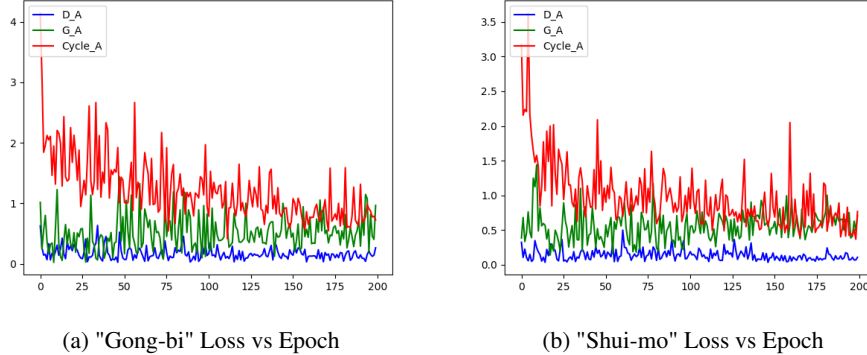 D_A
G_A
Cycle_A
4
3
2
1
0
0 25 50 75 100 125 150 175 200
(a) "Gong-bi" Loss vs Epoch
D_A
G_A
Cycle_A
3.5
3.0
2.5
2.0
1.5
1.0
0.5
0.0
0 25 50 75 100 125 150 175 200
(b) "Shui-mo" Loss vs Epoch